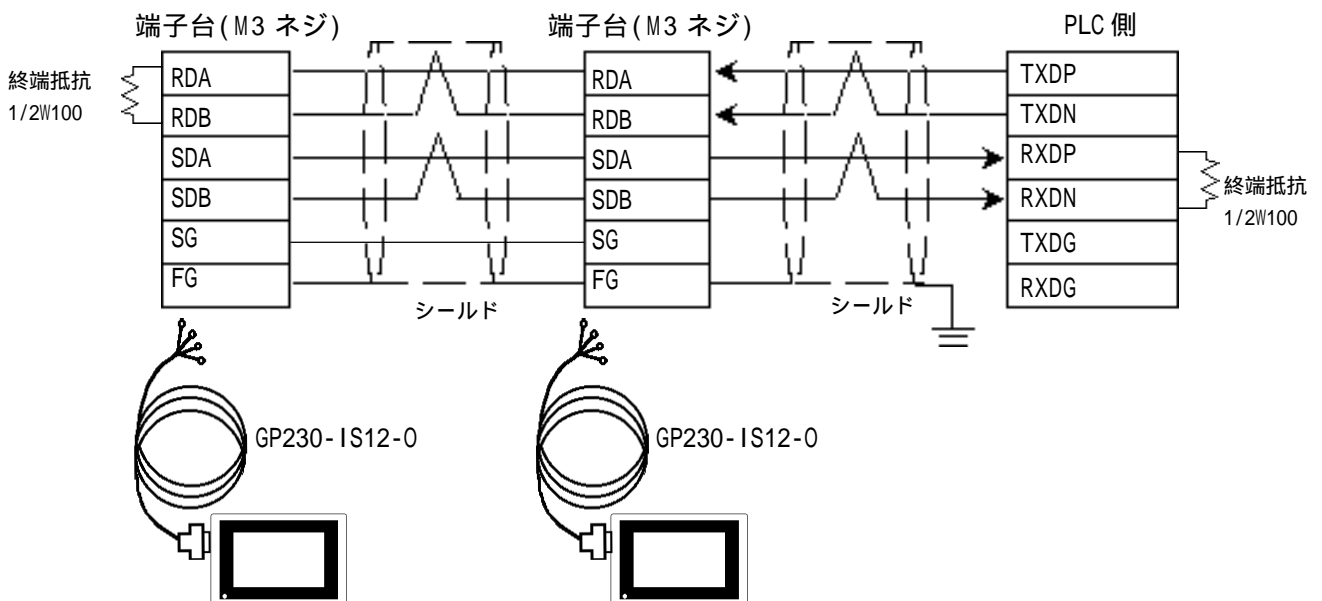 端子台(M3 ネジ)
端子台(M3 ネジ)
PLC 側
終端抵抗
1/2W100
RDA
RDB
SDA
SDB
SG
FG
シールド
RDA
RDB
SDA
SDB
SG
FG
シールド
TXDP
TXDN
RXDP
RXDN
TXDG
RXDG
終端抵抗
1/2W100
GP230-IS12-O
GP230-IS12-O